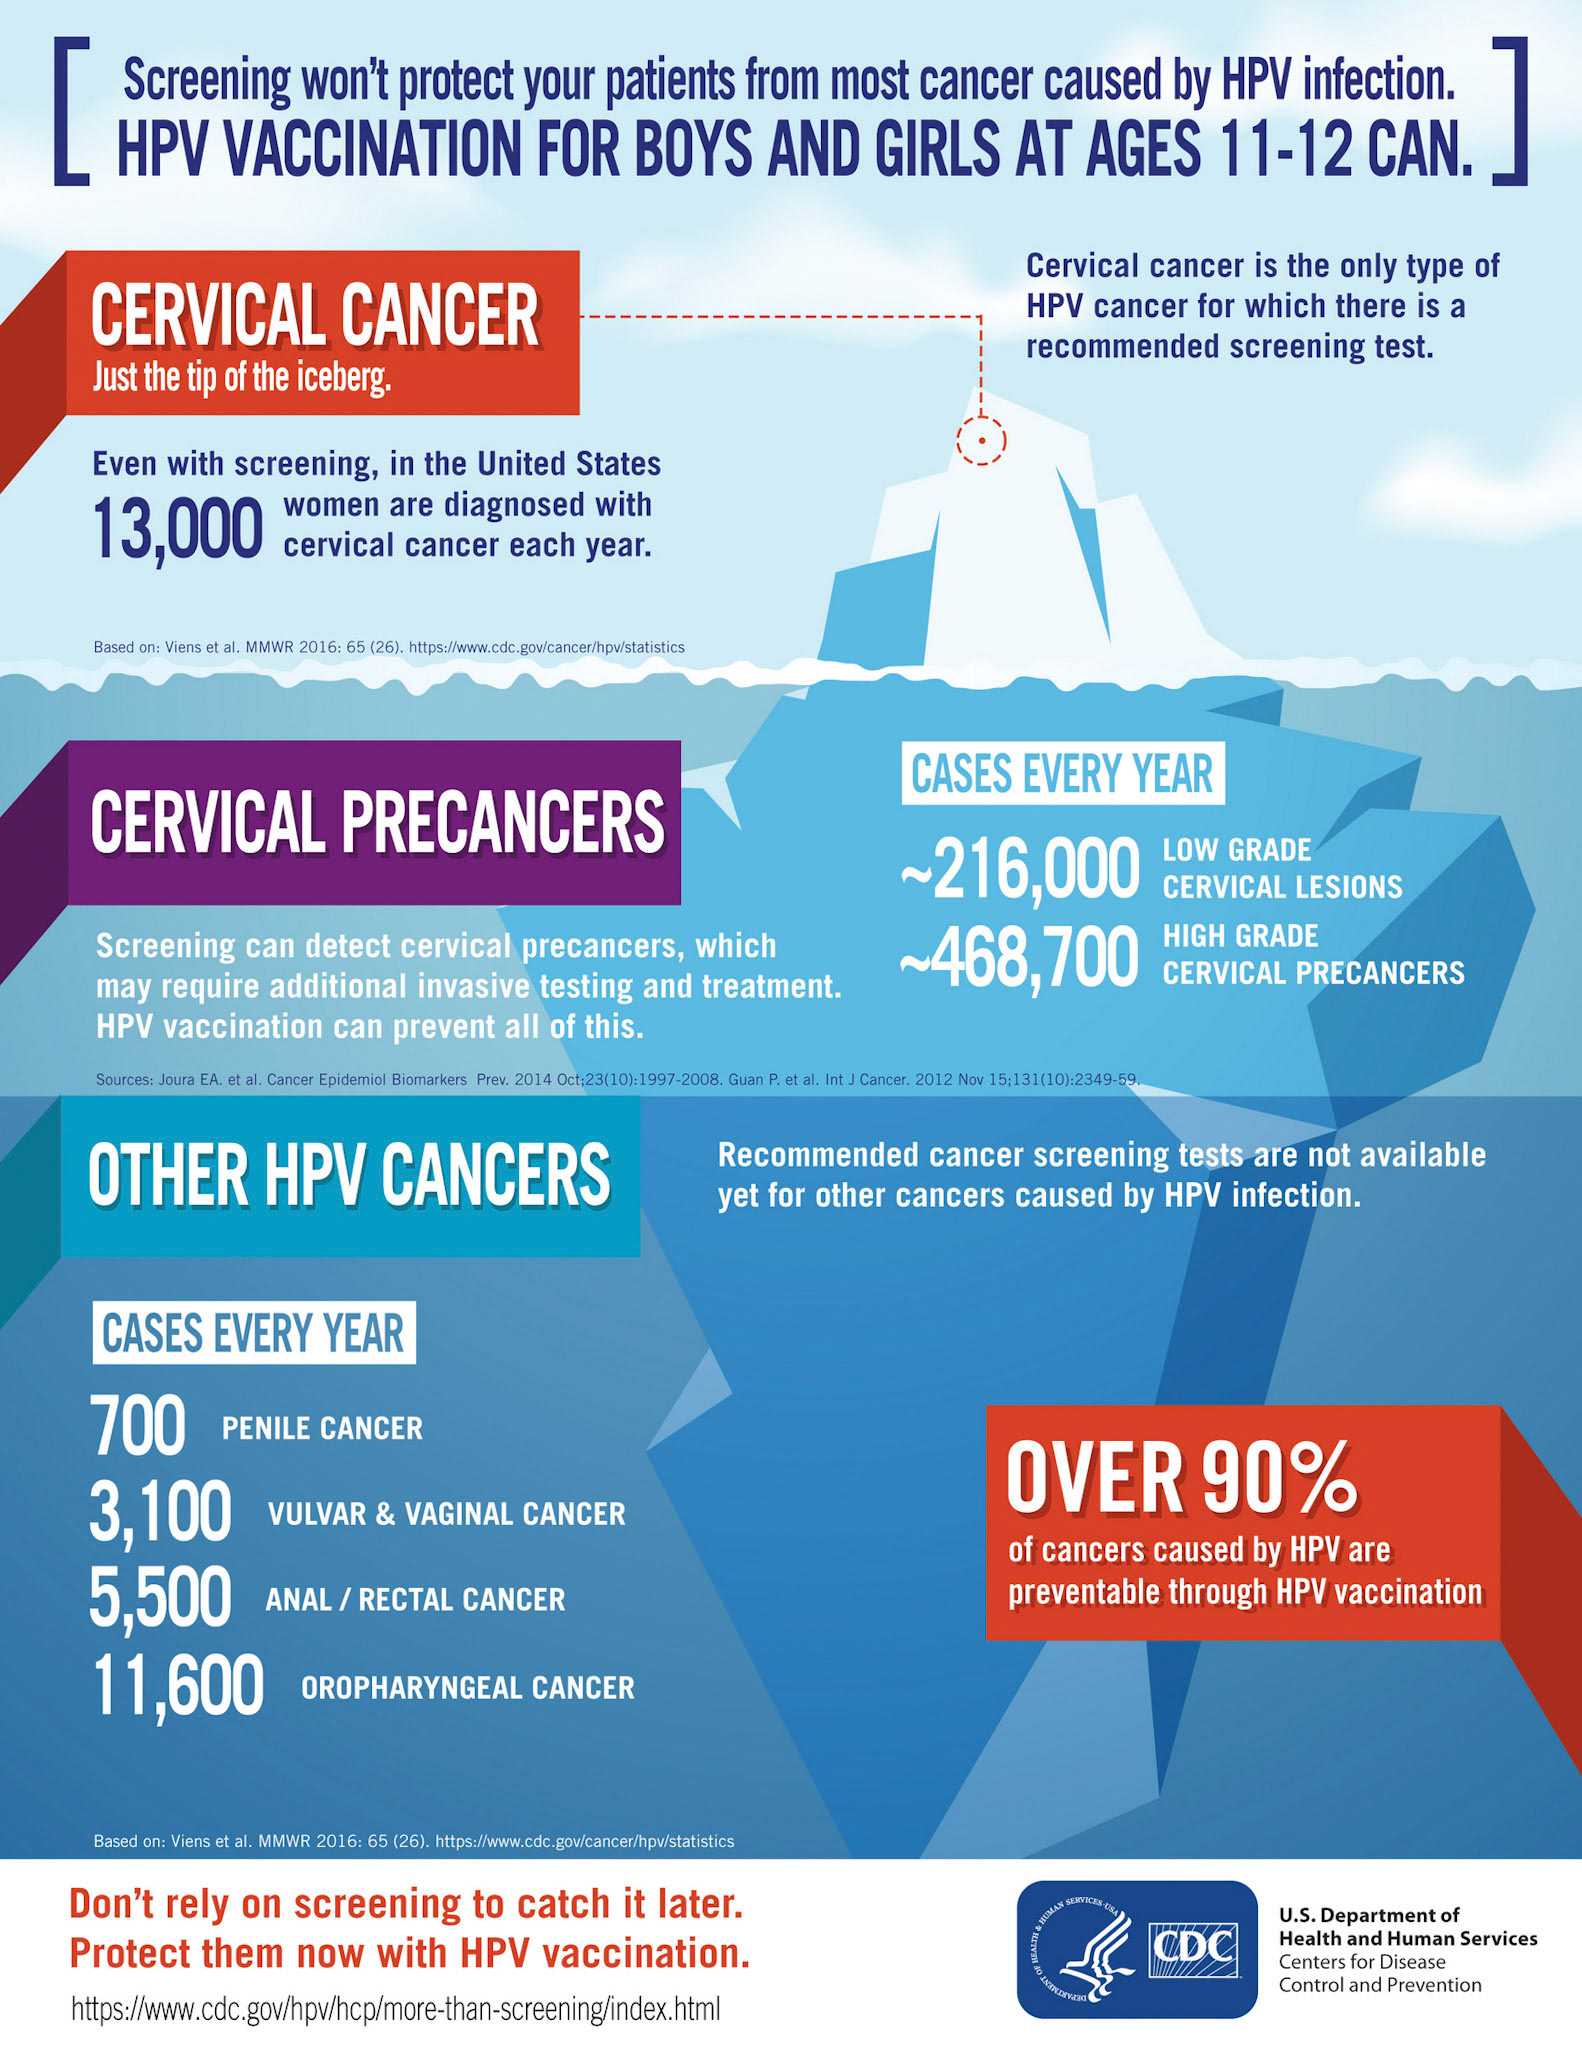 Screening won't protect your patients from most cancer caused by HPV infection.
HPV VACCINATION FOR BOYS AND GIRLS AT AGES 11-12 CAN.
CERVICAL CANCER
Just the tip of the iceberg.
Cervical cancer is the only type of
HPV cancer for which there is a
recommended screening test.
Even with screening, in the United States
13,000 women are diagnosed with
cervical cancer each year.
Based on: Viens et al. MMWR 2016: 65 (26). https://www.cdc.gov/cancer/hpv/statistics
CERVICAL PRECANCERS
Screening can detect cervical precancers, which
may require additional invasive testing and treatment.
HPV vaccination can prevent all of this.
CASES EVERY YEAR
~216,000 LOW GRADE
CERVICAL LESIONS
~468,700 HIGH GRADE
CERVICAL PRECANCERS
Sources: Joura EA. et al. Cancer Epidemiol Biomarkers Prev. 2014 Oct;23(10):1997-2008. Guan P. et al. Int J Cancer. 2012 Nov 15;131(10):2349-59.
OTHER HPV CANCERS
Recommended cancer screening tests are not available
yet for other cancers caused by HPV infection.
CASES EVERY YEAR
700 PENILE CANCER
3,100 VULVAR & VAGINAL CANCER
5,500 ANAL / RECTAL CANCER
11,600 OROPHARYNGEAL CANCER
OVER 90%
of cancers caused by HPV are
preventable through HPV vaccination
Based on: Viens et al. MMWR 2016: 65 (26). https://www.cdc.gov/cancer/hpv/statistics
Don't rely on screening to catch it later.
Protect them now with HPV vaccination.
https://www.cdc.gov/hpv/hcp/more-than-screening/index.html
DEPARTMENT OF HEALTH & HUMAN SERVICES·USA
CDC
U.S. Department of
Health and Human Services
Centers for Disease
Control and Prevention